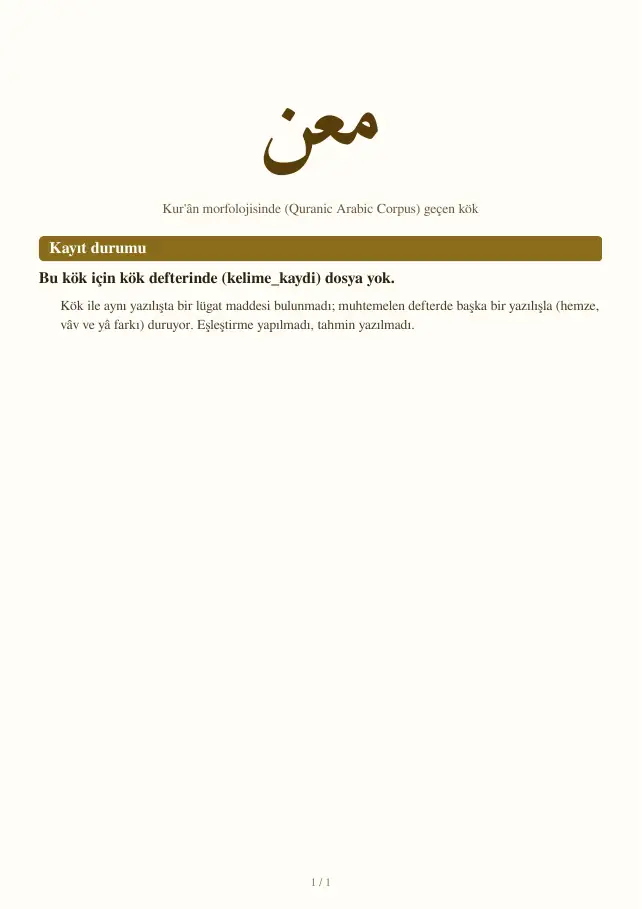 معن
Kur'ân morfolojisinde (Quranic Arabic Corpus) geçen kök
Kayıt durumu
Bu kök için kök defterinde (kelime_kaydi) dosya yok.
Kök ile aynı yazılışta bir lügat maddesi bulunmadı; muhtemelen defterde başka bir yazılışla (hemze,
vâv ve yâ farkı) duruyor. Eşleştirme yapılmadı, tahmin yazılmadı.
1 / 1